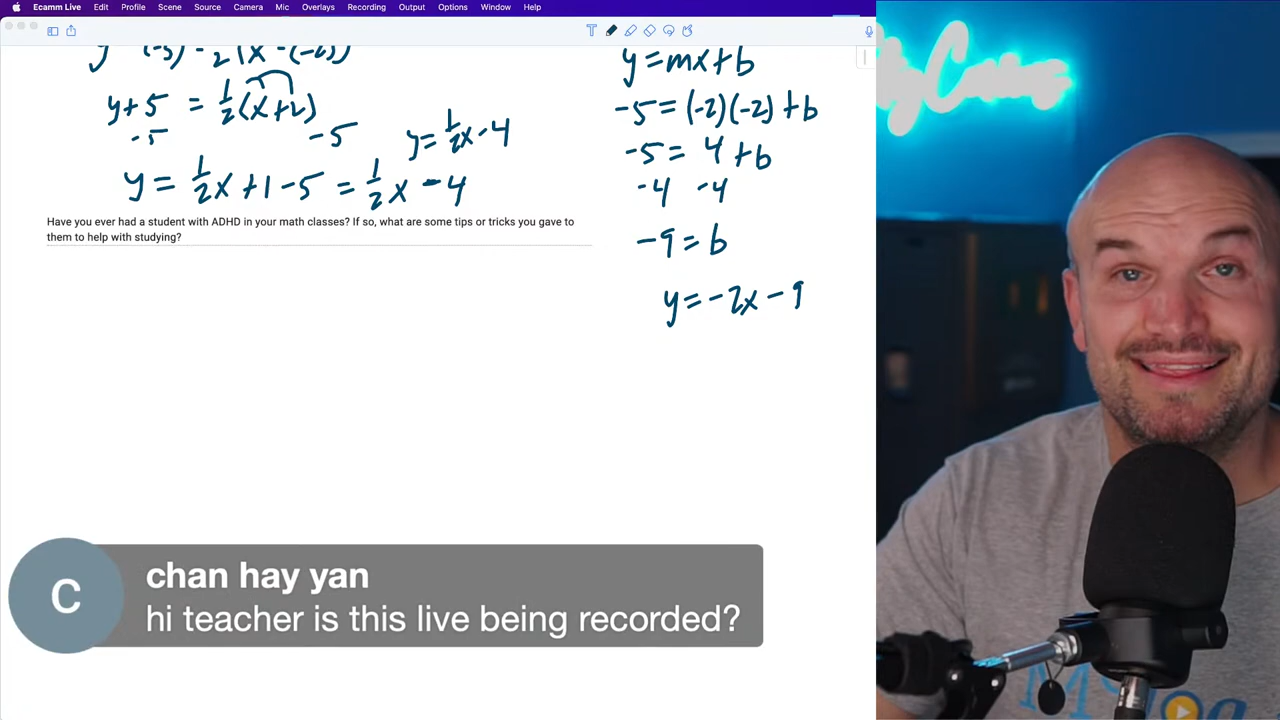 Ecamm Live File Edit Profile Scene Source Camera Mic Overlays Recording Output Options Window Help
y+5 = 1/2(x+2)
-5 -5
y=1/2x-4
y = 1/2x +1 -5 = 1/2x -4
Have you ever had a student with ADHD in your math classes? If so, what are some tips or tricks you gave to
them to help with studying?
y=mx+b
-5=(-2)(-2)+b
-5= 4+b
-4 -4
-9=b
y=-2x-9
C
chan hay yan
hi teacher is this live being recorded?